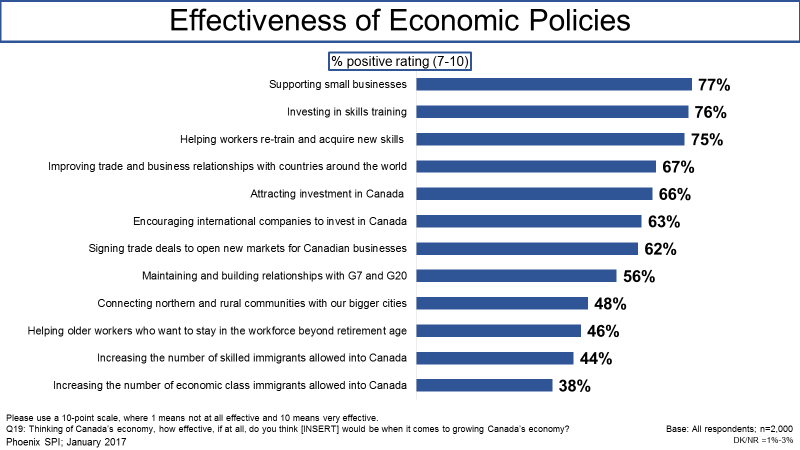 Effectiveness of Economic Policies
% positive rating (7-10)
Supporting small businesses 77%
Investing in skills training 76%
Helping workers re-train and acquire new skills 75%
Improving trade and business relationships with countries around the world 67%
Attracting investment in Canada 66%
Encouraging international companies to invest in Canada 63%
Signing trade deals to open new markets for Canadian businesses 62%
Maintaining and building relationships with G7 and G20 56%
Connecting northern and rural communities with our bigger cities 48%
Helping older workers who want to stay in the workforce beyond retirement age 46%
Increasing the number of skilled immigrants allowed into Canada 44%
Increasing the number of economic class immigrants allowed into Canada 38%
Please use a 10-point scale, where 1 means not at all effective and 10 means very effective.
Q19: Thinking of Canada's economy, how effective, if at all, do you think [INSERT] would be when it comes to growing Canada's economy? Base: All respondents; n=2,000
Phoenix SPI; January 2017 DK/NR =1%-3%